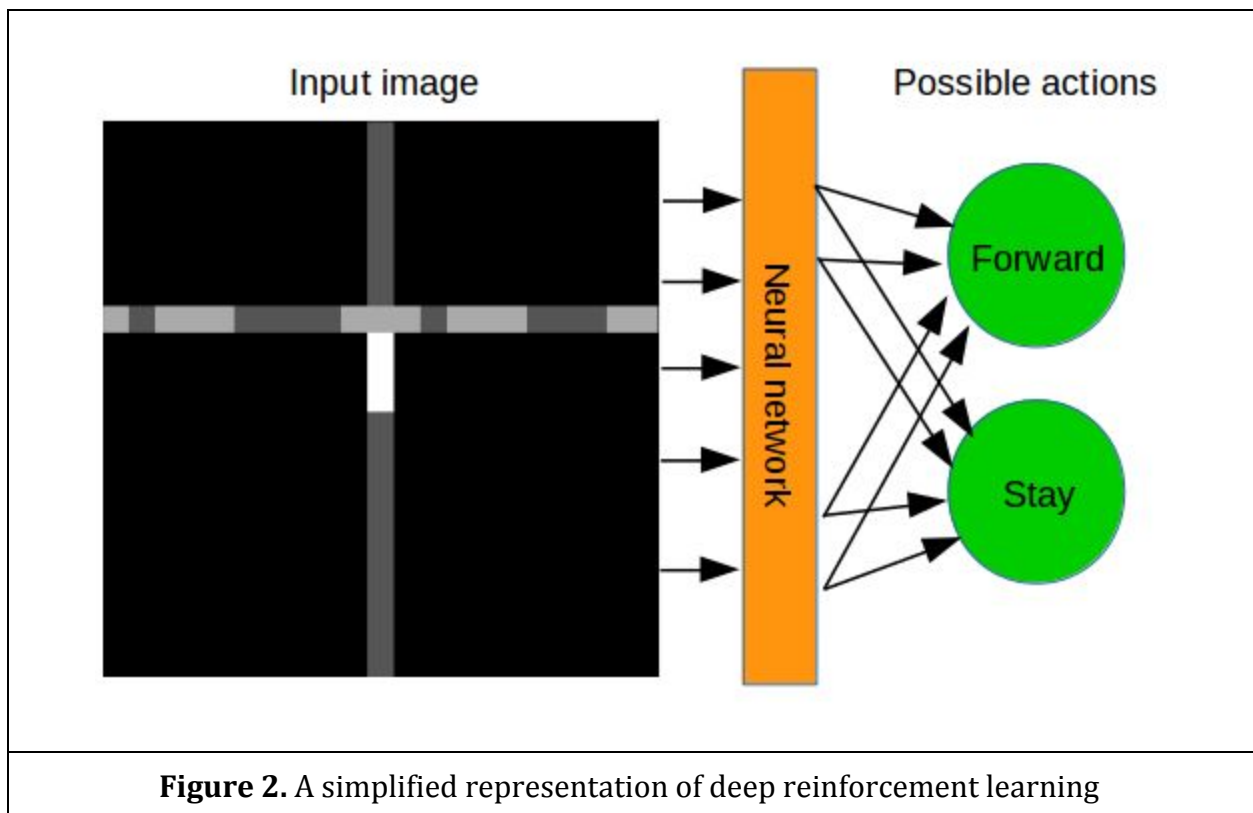 Input image
Possible actions
Neural network
Forward
Stay
Figure 2. A simplified representation of deep reinforcement learning